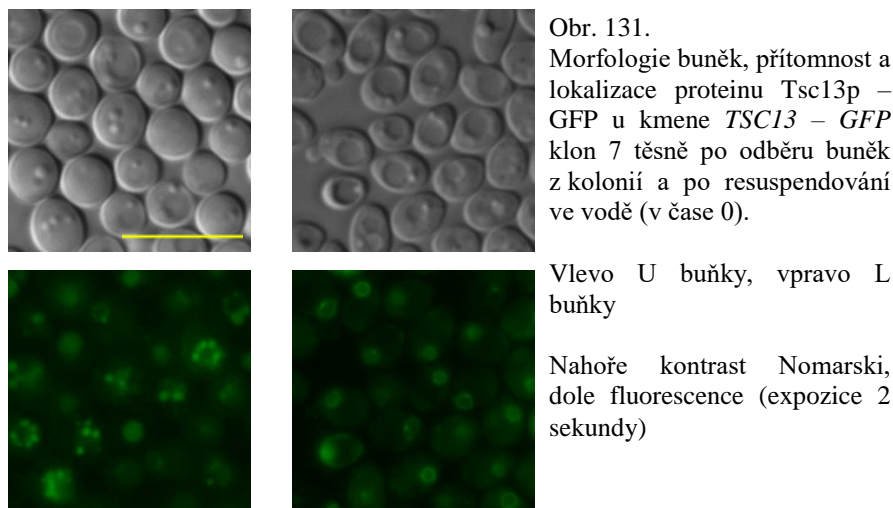 Obr. 131.
Morfologie buněk, přítomnost a
lokalizace proteinu Tsc13p –
GFP u kmene TSC13 – GFP
klon 7 těsně po odběru buněk
z kolonií a po resuspendování
ve vodě (v čase 0).
Vlevo U buňky, vpravo L
buňky
Nahoře kontrast Nomarski,
dole fluorescence (expozice 2
sekundy)